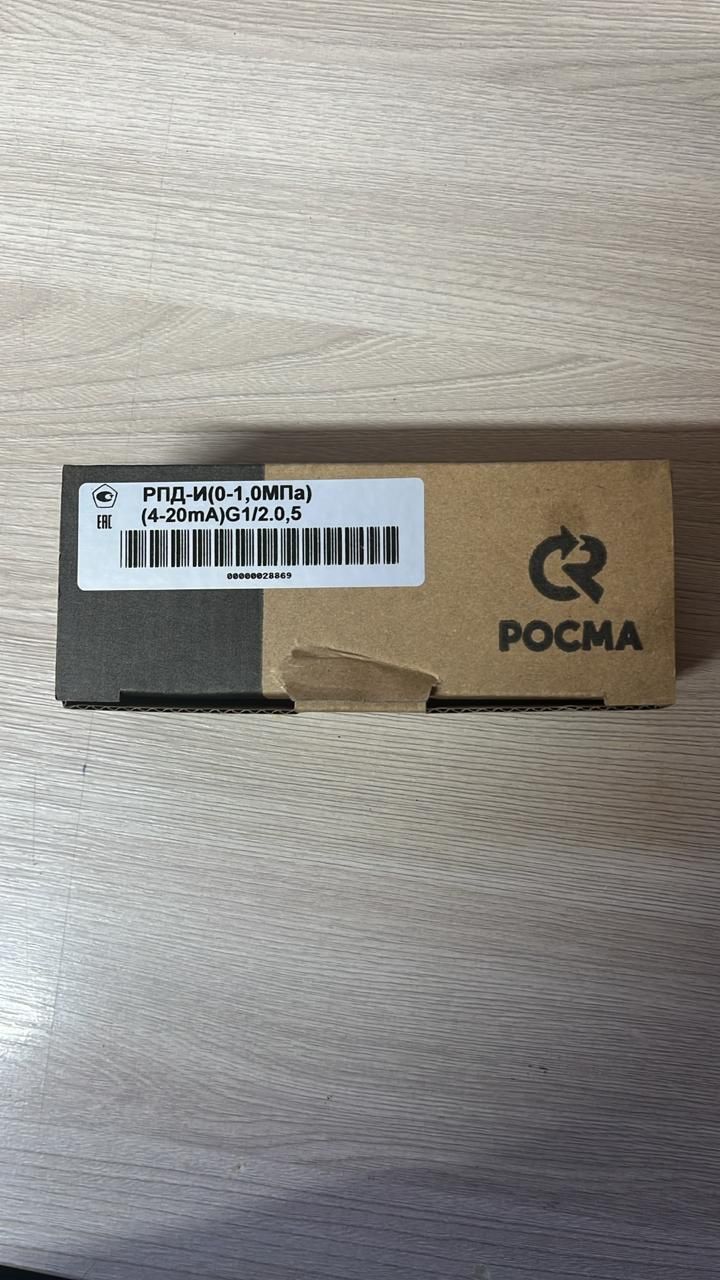 РПД-И(0-1,0МПа)
(4-20mA)G1/2.0,5
EAC
00000028869
РОСМА